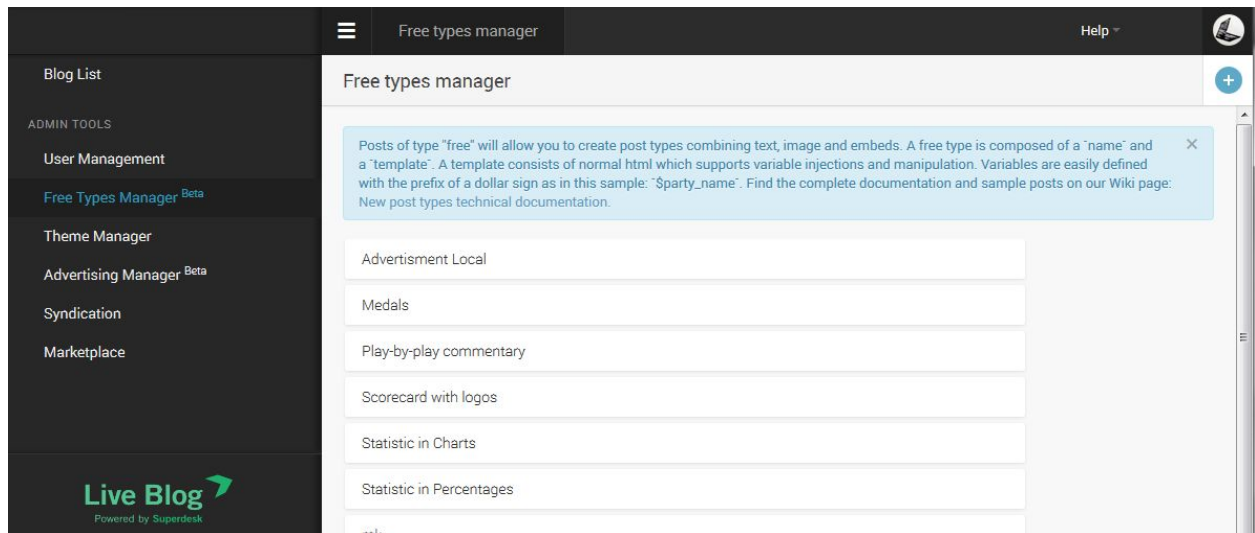 Free types manager
Help
Blog List
Free types manager
ADMIN TOOLS
User Management
Free Types Manager Beta
Theme Manager
Advertising Manager Beta
Syndication
Marketplace
Live Blog
Powered by Superdesk
Posts of type "free" will allow you to create post types combining text, image and embeds. A free type is composed of a ¨name¨ and
a ¨template¨. A template consists of normal html which supports variable injections and manipulation. Variables are easily defined
with the prefix of a dollar sign as in this sample: ¨$party_name¨. Find the complete documentation and sample posts on our Wiki page:
New post types technical documentation.
Advertisment Local
Medals
Play-by-play commentary
Scorecard with logos
Statistic in Charts
Statistic in Percentages